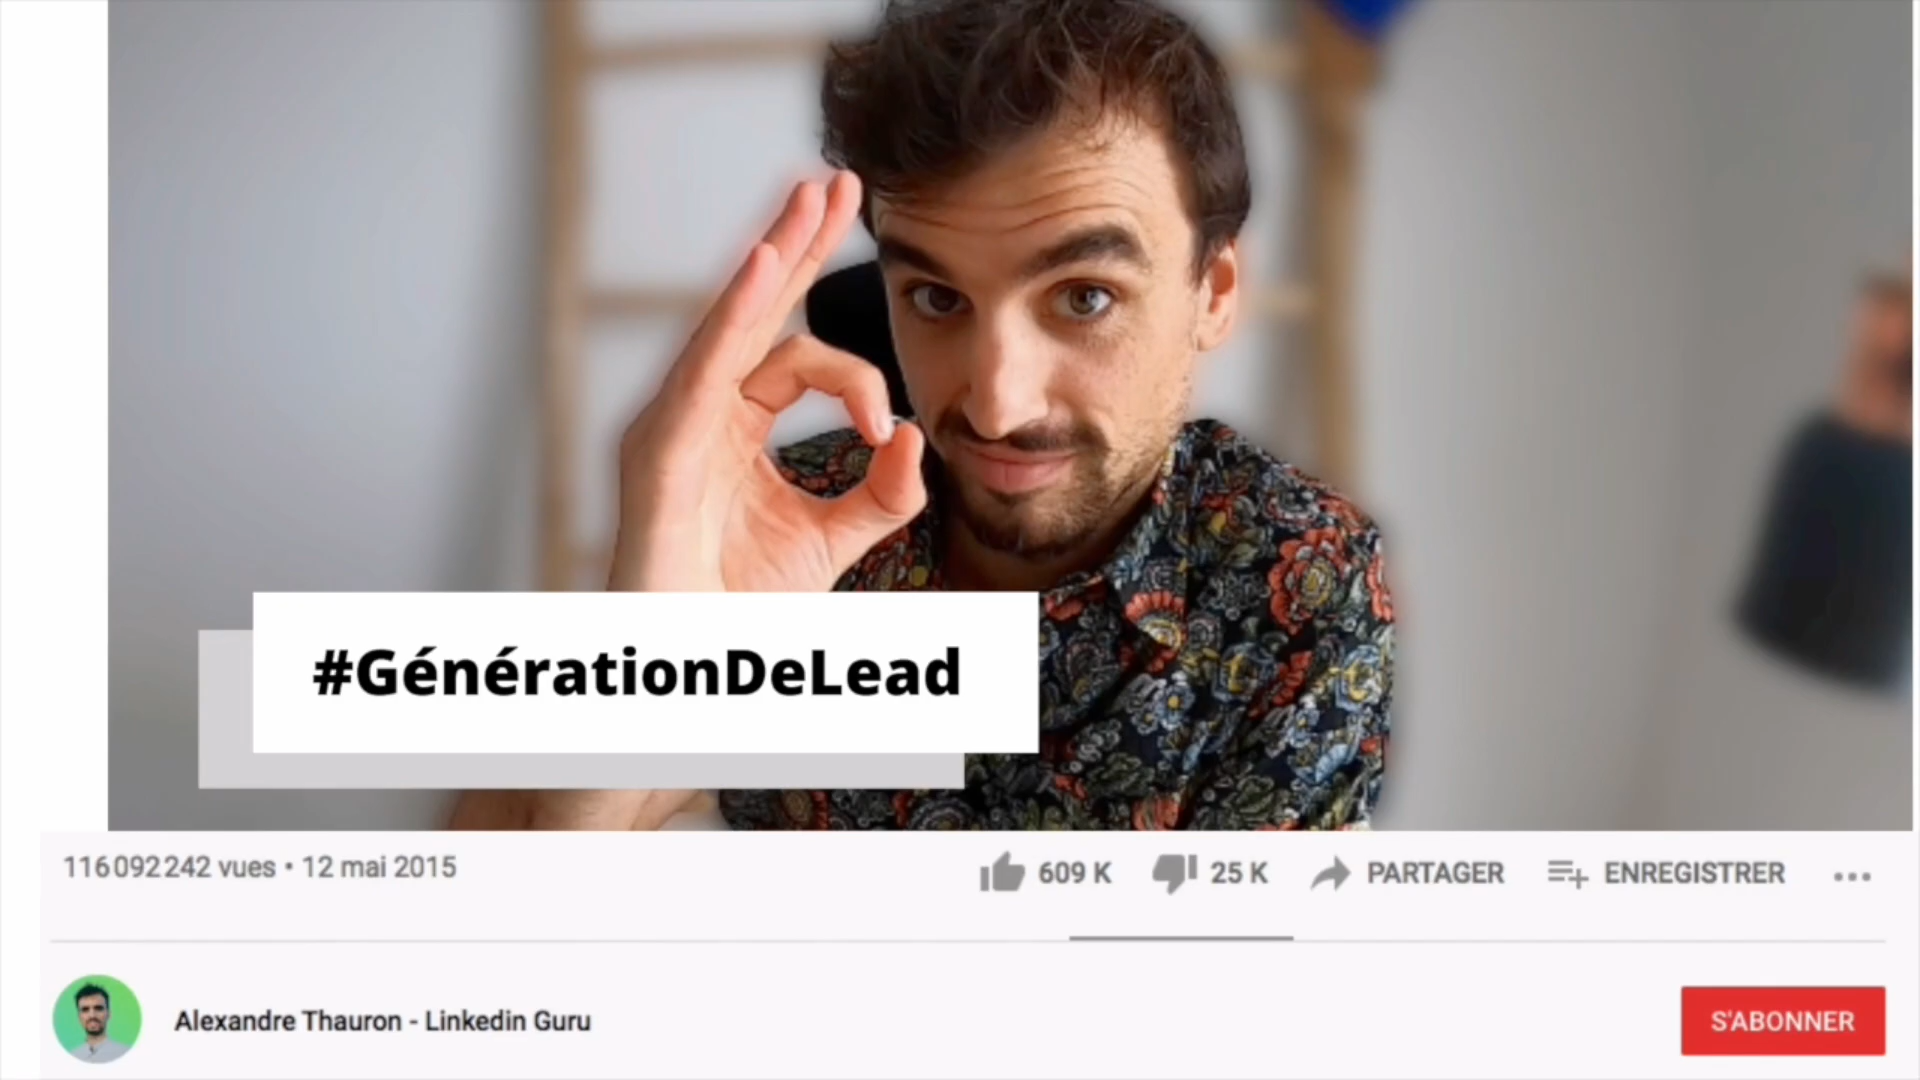 #GénérationDeLead
116 092 242 vues • 12 mai 2015
609 K
25 K
PARTAGER
ENREGISTRER
Alexandre Thauron - Linkedin Guru
S'ABONNER